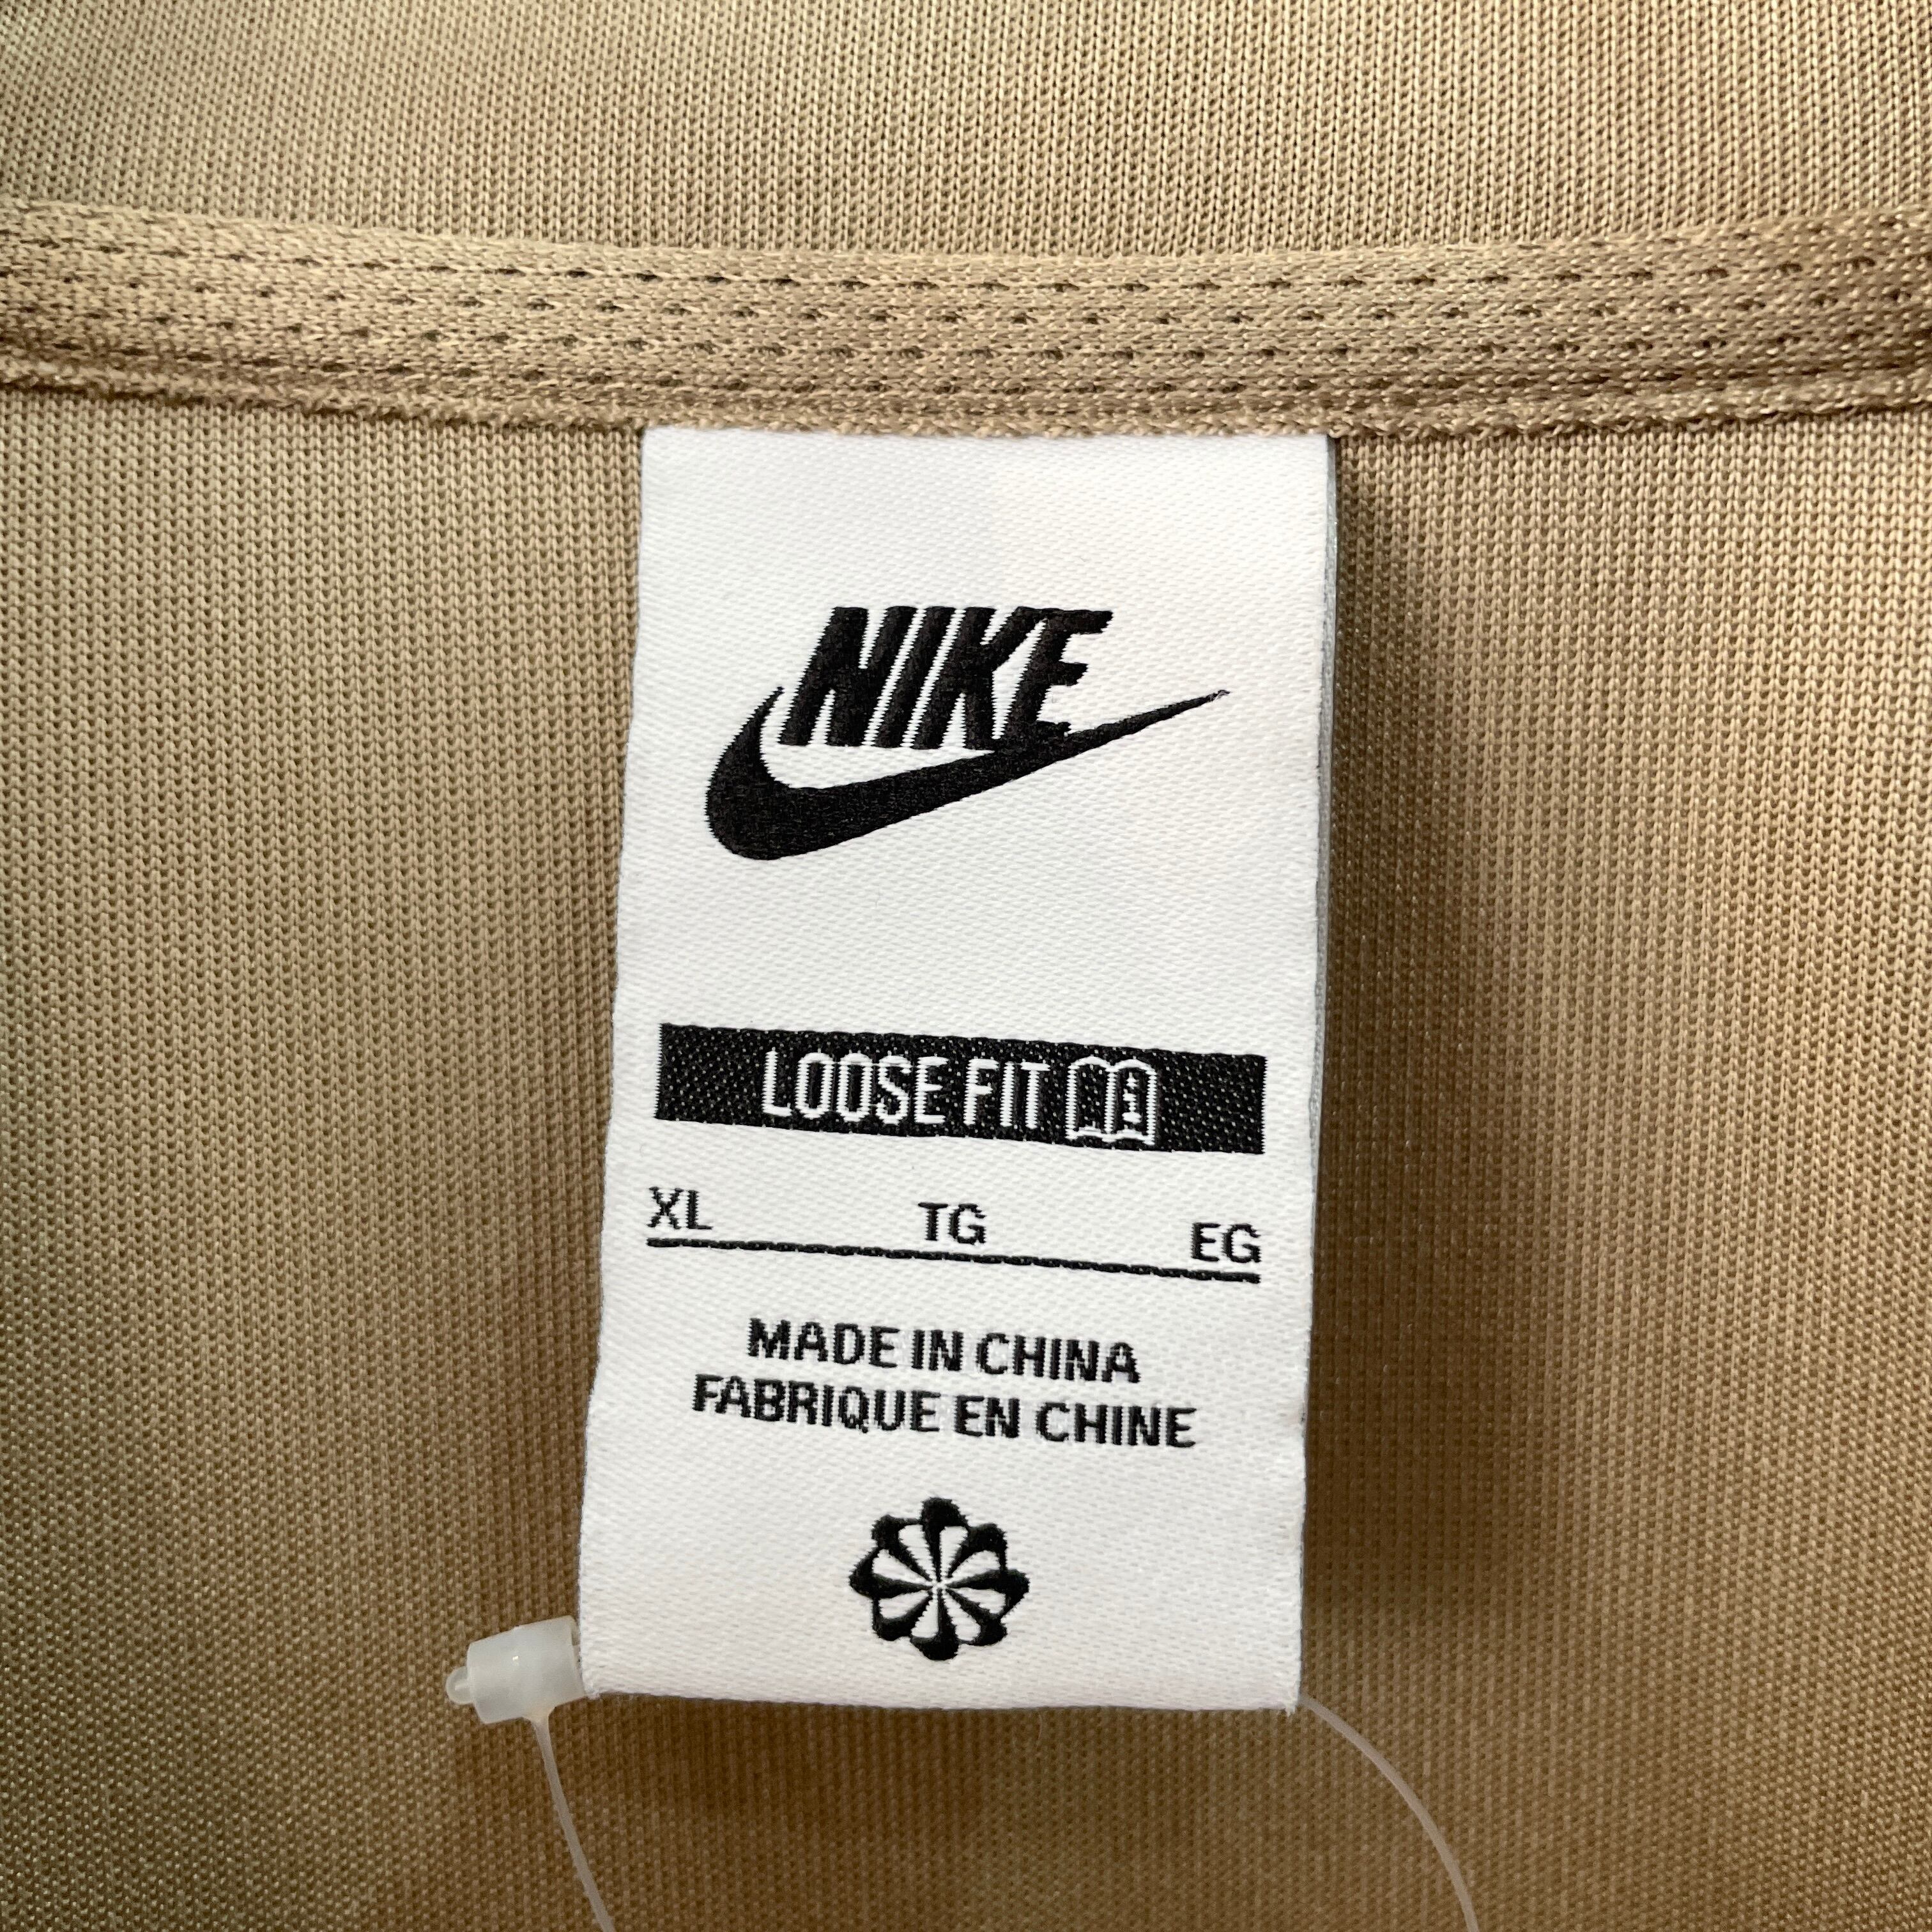 NIKE
LOOSE FIT
XL TG EG
MADE IN CHINA
FABRIQUE EN CHINE